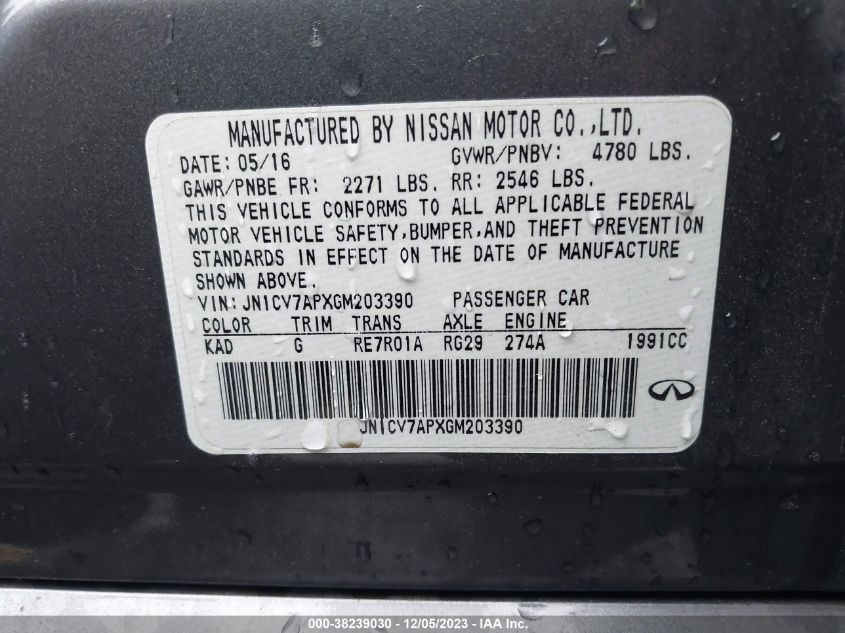 MANUFACTURED BY NISSAN MOTOR CO.,LTD.
DATE: 05/16 GVWR/PNBV: 4780 LBS.
GAWR/PNBE FR: 2271 LBS. RR: 2546 LBS.
THIS VEHICLE CONFORMS TO ALL APPLICABLE FEDERAL
MOTOR VEHICLE SAFETY,BUMPER,AND THEFT PREVENTION
STANDARDS IN EFFECT ON THE DATE OF MANUFACTURE
SHOWN ABOVE.
VIN: JN1CV7APXGM203390 PASSENGER CAR
COLOR TRIM TRANS AXLE ENGINE
KAD G RE7R01A RG29 274A 1991CC
JN1CV7APXGM203390
000-38239030 - 12/05/2023 - IAA Inc.